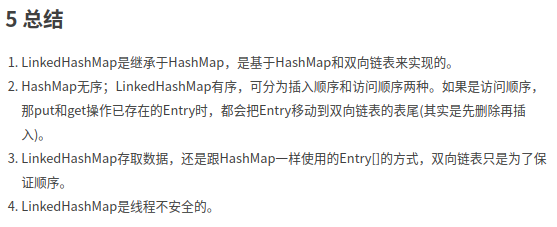 5 总结
1. LinkedHashMap是继承于HashMap，是基于HashMap和双向链表来实现的。
2. HashMap无序；LinkedHashMap有序，可分为插入顺序和访问顺序两种。如果是访问顺序，
那put和get操作已存在的Entry时，都会把Entry移动到双向链表的表尾(其实是先删除再插
入)。
3. LinkedHashMap存取数据，还是跟HashMap一样使用的Entry[]的方式，双向链表只是为了保
证顺序。
4. LinkedHashMap是线程不安全的。